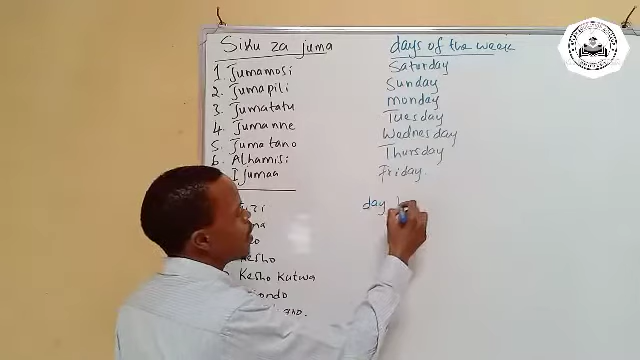 Siku za juma
days of the week
1. Jumamosi
Saturday
2. Jumapili
Sunday
3. Jumatatu
Monday
4. Jumanne
Tuesday
5. Jumatano
Wednesday
6. Alhamisi
Thursday
Ijumaa
Friday.
day
Kesho Kutwa